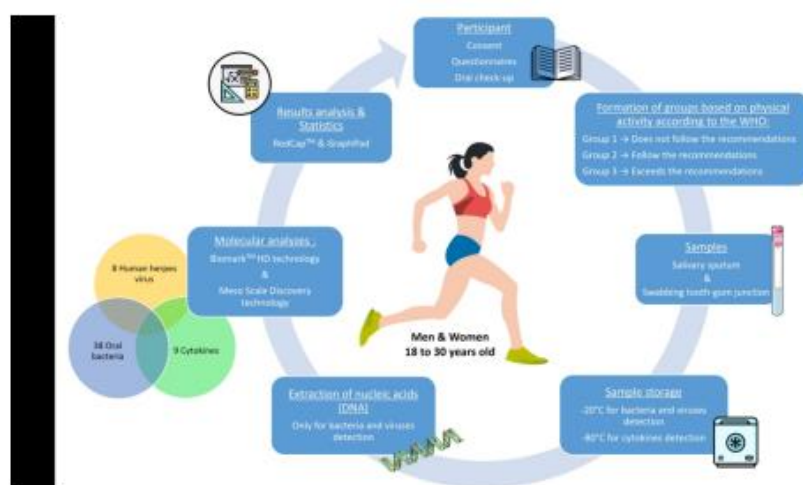 Participant
Consent
Questionnaires
Oral check-up
Formation of groups based on physical
activity according to the WHO:
Group 1 → Does not follow the recommendations
Group 2 → Follow the recommendations
Group 3 → Exceeds the recommendations
Samples
Salivary sputum
&
Swabbing tooth-gum junction
Sample storage
-20°C for bacteria and viruses
detection
-80°C for cytokines detection
Extraction of nucleic acids
(DNA)
Only for bacteria and viruses
detection
Molecular analyzes :
Biomark™ HD technology
&
Meso Scale Discovery
technology
8 Human herpes
virus
38 Oral
bacteria
9 Cytokines
Results analysis &
Statistics
RedCap™ & GraphPad
Men & Women
18 to 30 years old